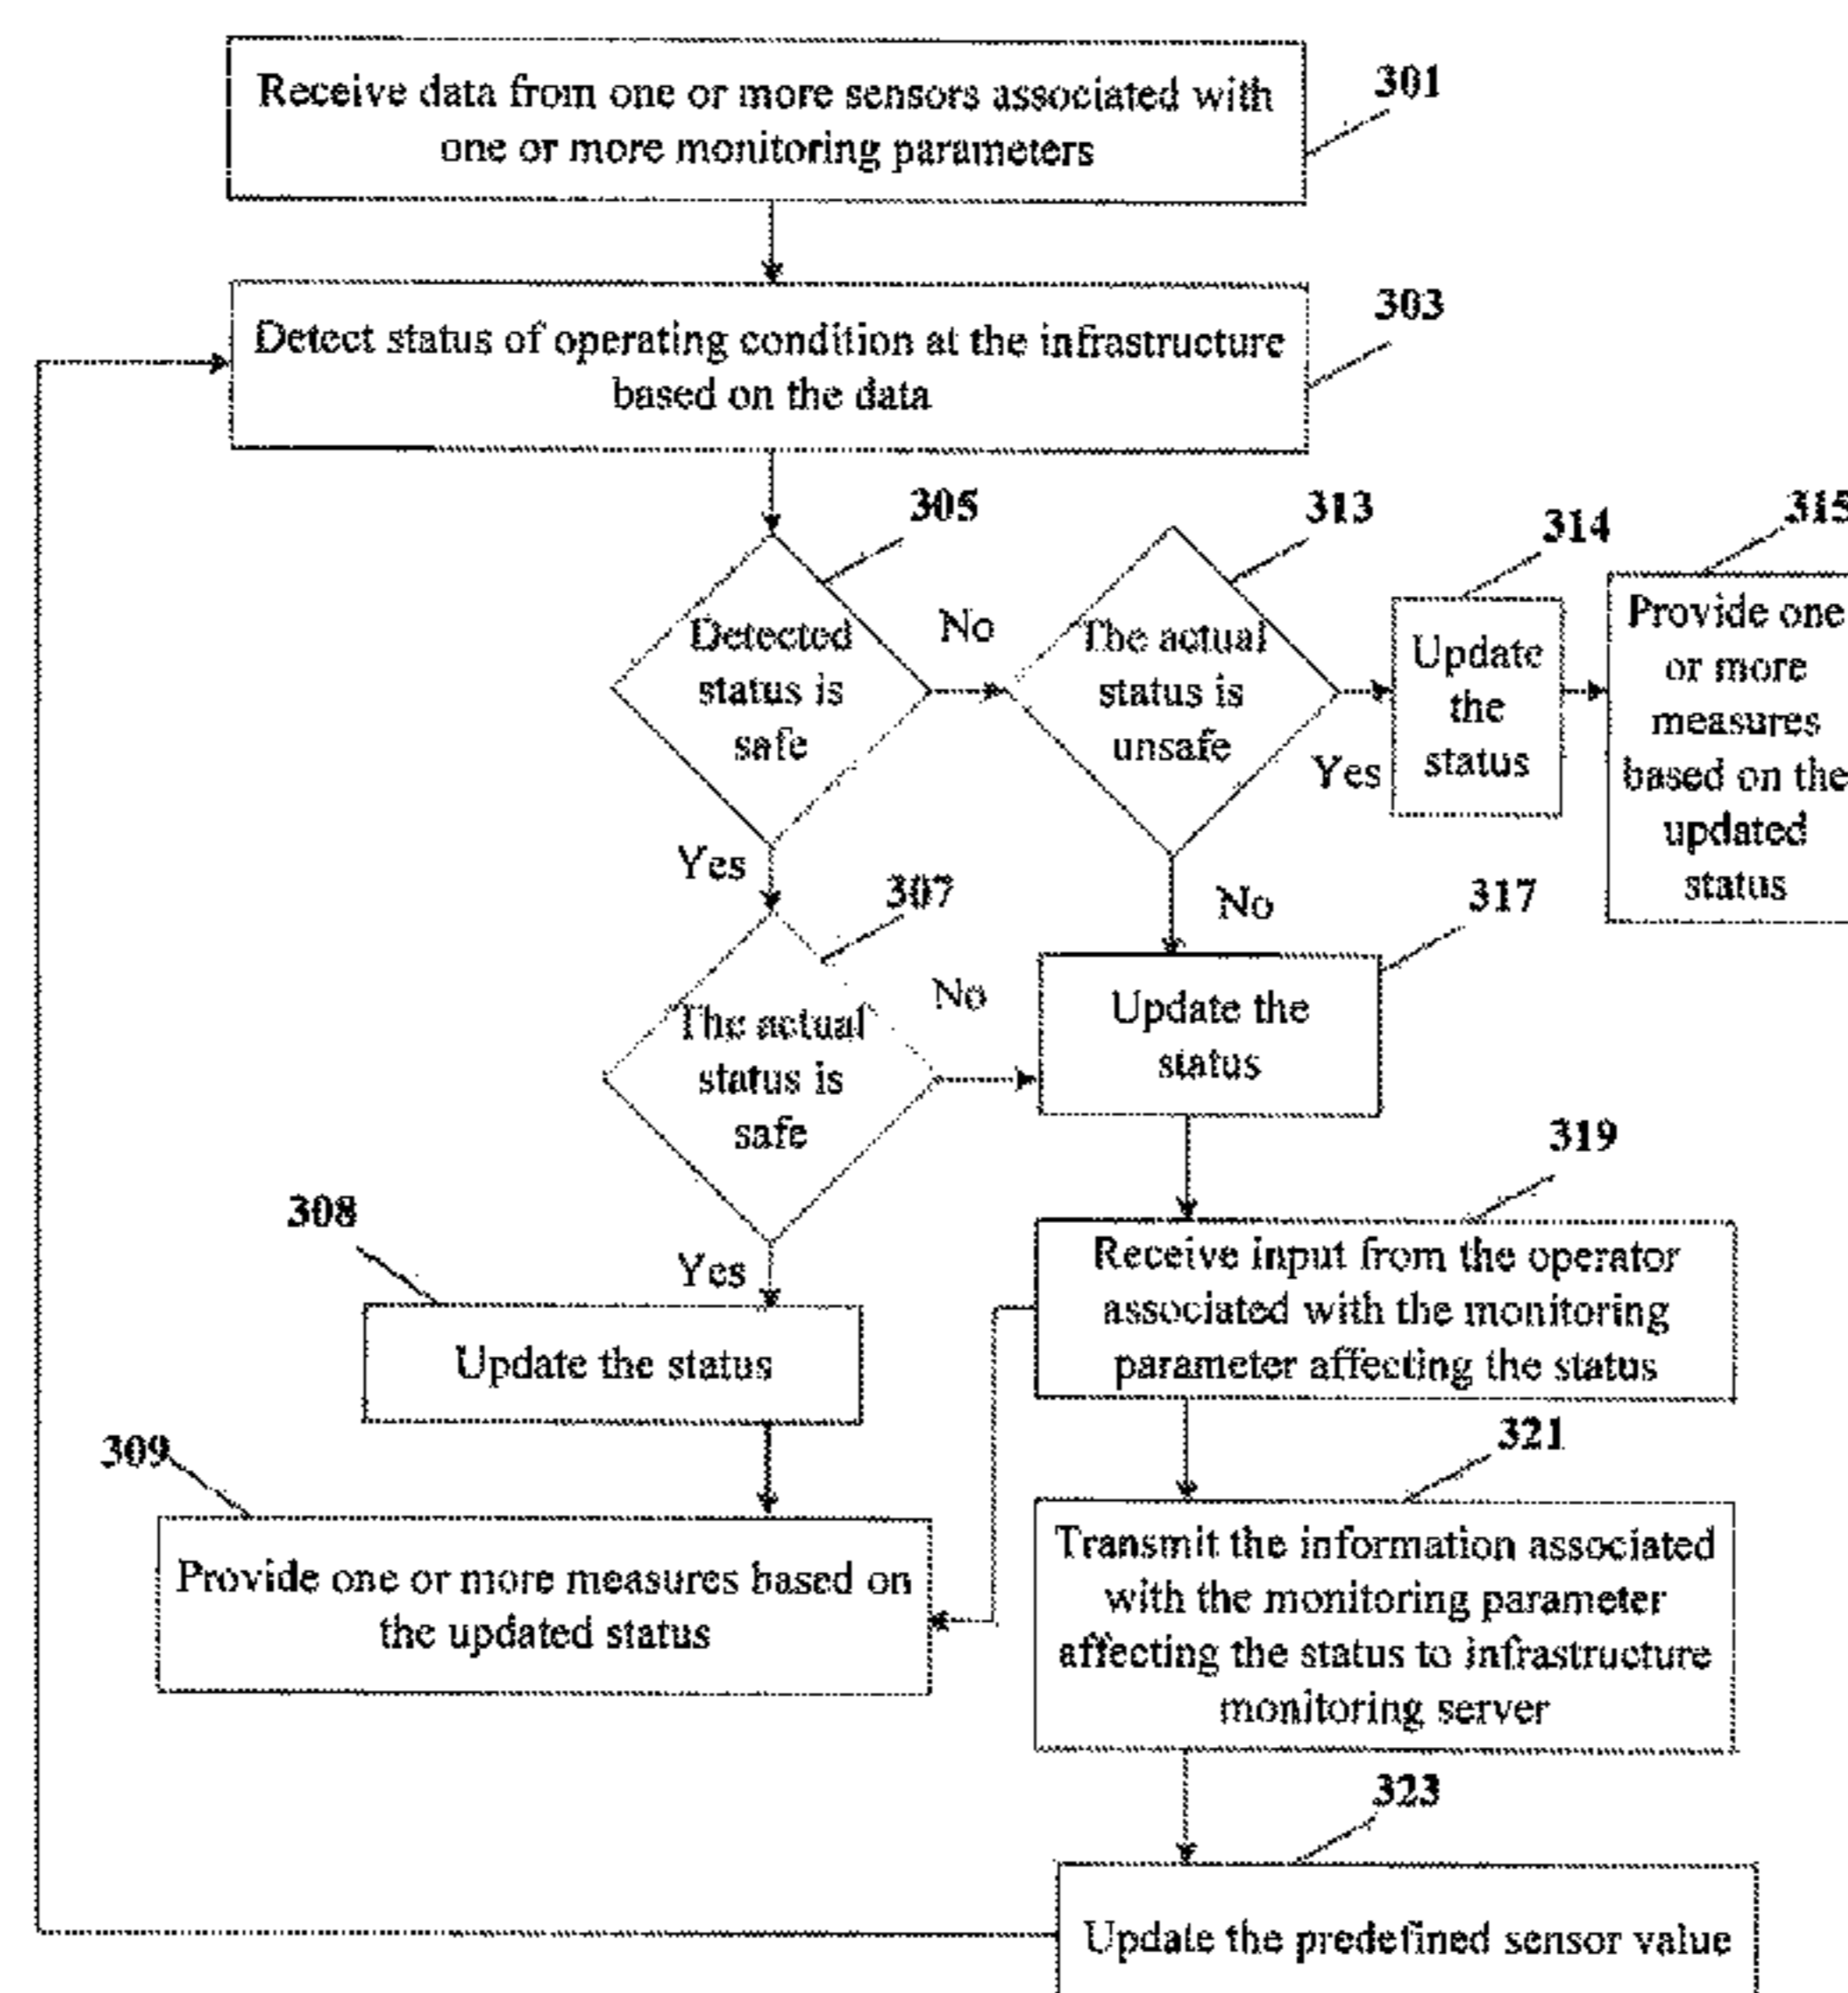 301
Receive data from one or more sensors associated with
one or more monitoring parameters
303
Detect status of operating condition at the infrastructure
based on the data
305
Detected
status is
safe
No
Yes
313
The actual
status is
unsafe
Yes
No
314
Update
the
status
315
Provide one
or more
measures
based on the
updated
status
307
The actual
status is
safe
No
Yes
317
Update the
status
308
Update the status
319
Receive input from the operator
associated with the monitoring
parameter affecting the status
309
Provide one or more measures based on
the updated status
321
Transmit the information associated
with the monitoring parameter
affecting the status to infrastructure
monitoring server
323
Update the predefined sensor value